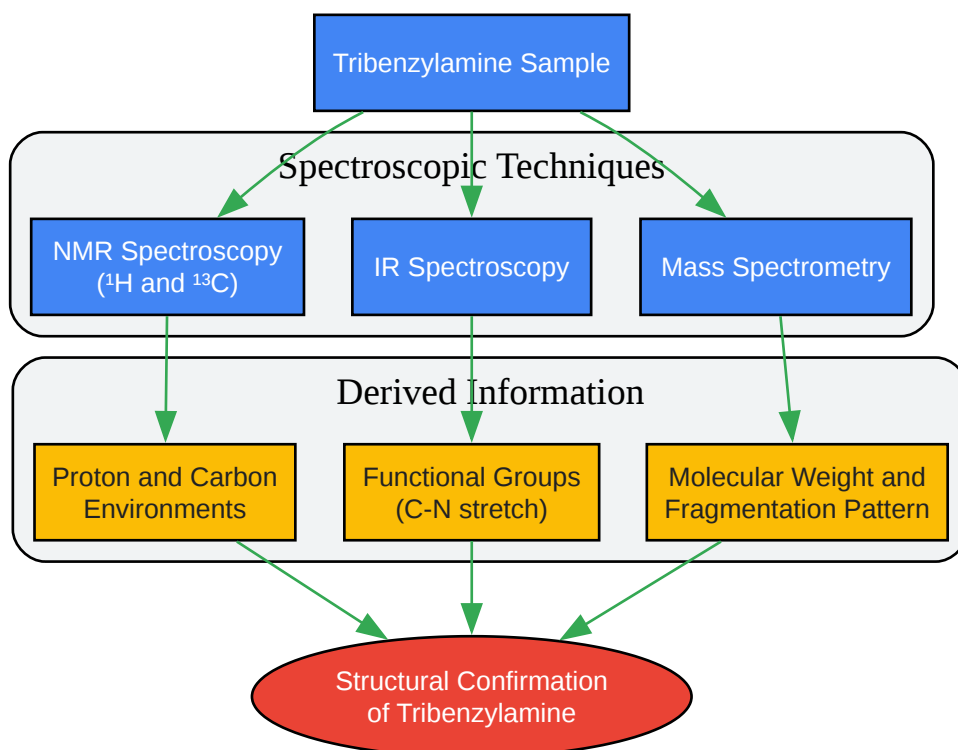 Tribenzylamine Sample
Spectroscopic Techniques
NMR Spectroscopy
(¹H and ¹³C)
IR Spectroscopy
Mass Spectrometry
Derived Information
Proton and Carbon
Environments
Functional Groups
(C-N stretch)
Molecular Weight and
Fragmentation Pattern
Structural Confirmation
of Tribenzylamine